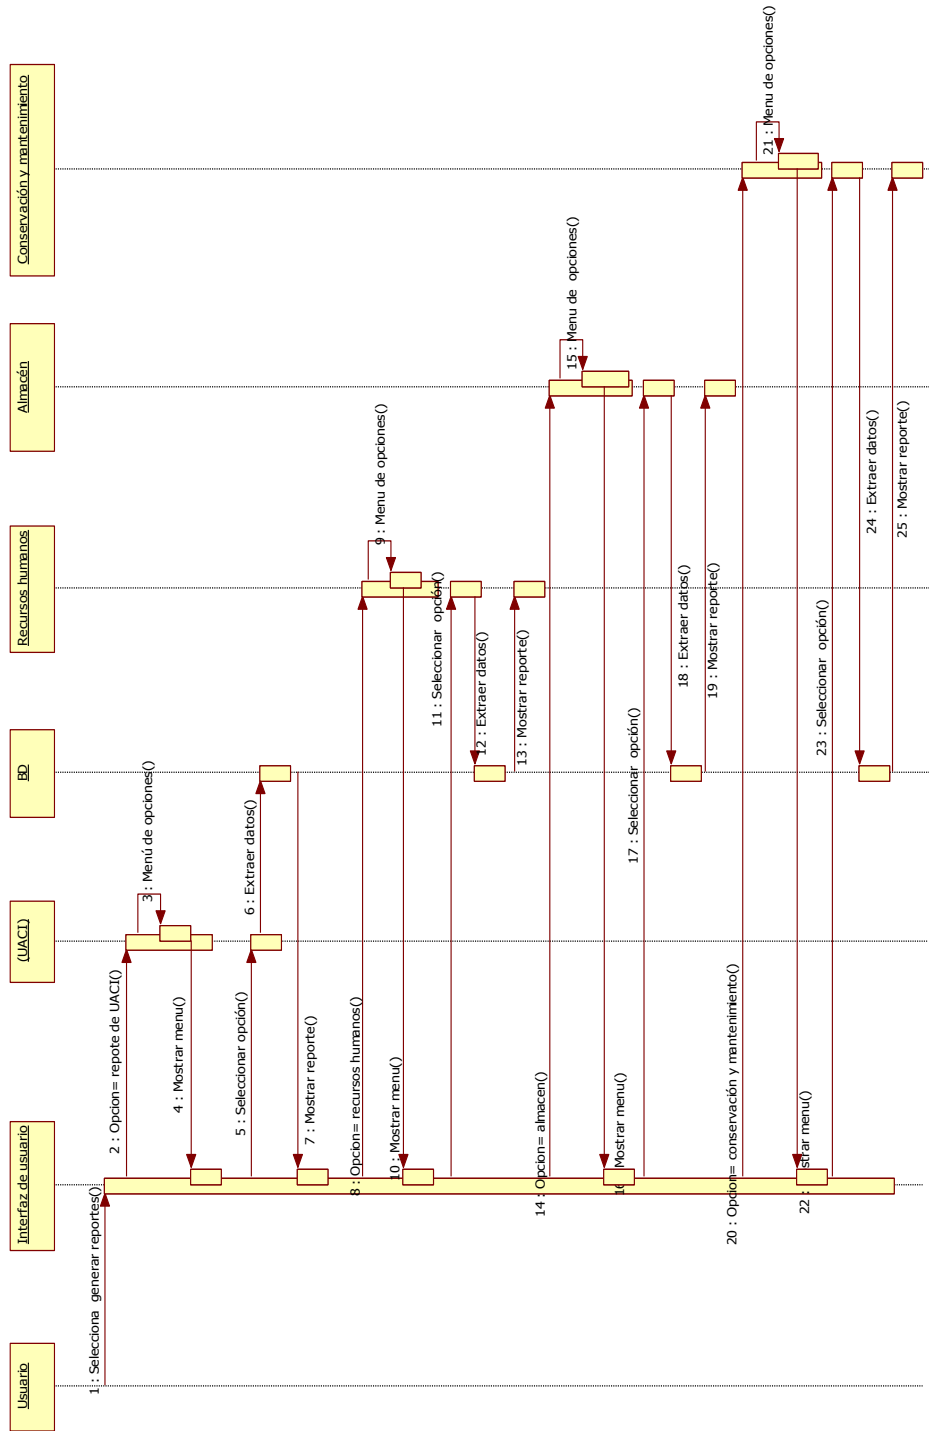 Usuario
Interfaz de usuario
(UACI)
BD
Recursos humanos
Almacén
Conservación y mantenimiento
1 : Selecciona generar reportes()
2 : Opcion= repote de UACI()
3 : Menú de opciones()
4 : Mostrar menu()
5 : Seleccionar opción()
6 : Extraer datos()
7 : Mostrar reporte()
8 : Opcion= recursos humanos()
9 : Menu de opciones()
10 : Mostrar menu()
11 : Seleccionar opción()
12 : Extraer datos()
13 : Mostrar reporte()
14 : Opcion= almacen()
15 : Menu de opciones()
16 Mostrar menu()
17 : Seleccionar opción()
18 : Extraer datos()
19 : Mostrar reporte()
20 : Opcion= conservación y mantenimiento()
21 : Menu de opciones()
22 : strar menu()
23 : Seleccionar opción()
24 : Extraer datos()
25 : Mostrar reporte()